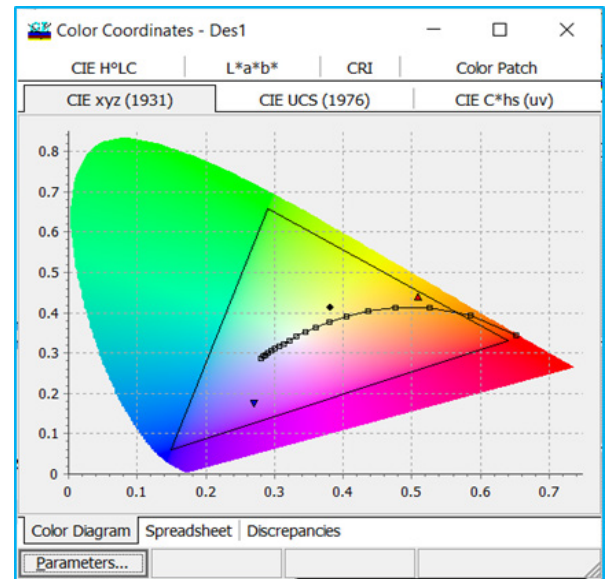 Color Coordinates - Des1
CIE H°LC L*a*b* CRI Color Patch
CIE xyz (1931) CIE UCS (1976) CIE C*hs (uv)
0.8
0.7
0.6
0.5
0.4
0.3
0.2
0.1
0
0 0.1 0.2 0.3 0.4 0.5 0.6 0.7
Color Diagram Spreadsheet Discrepancies
Parameters...